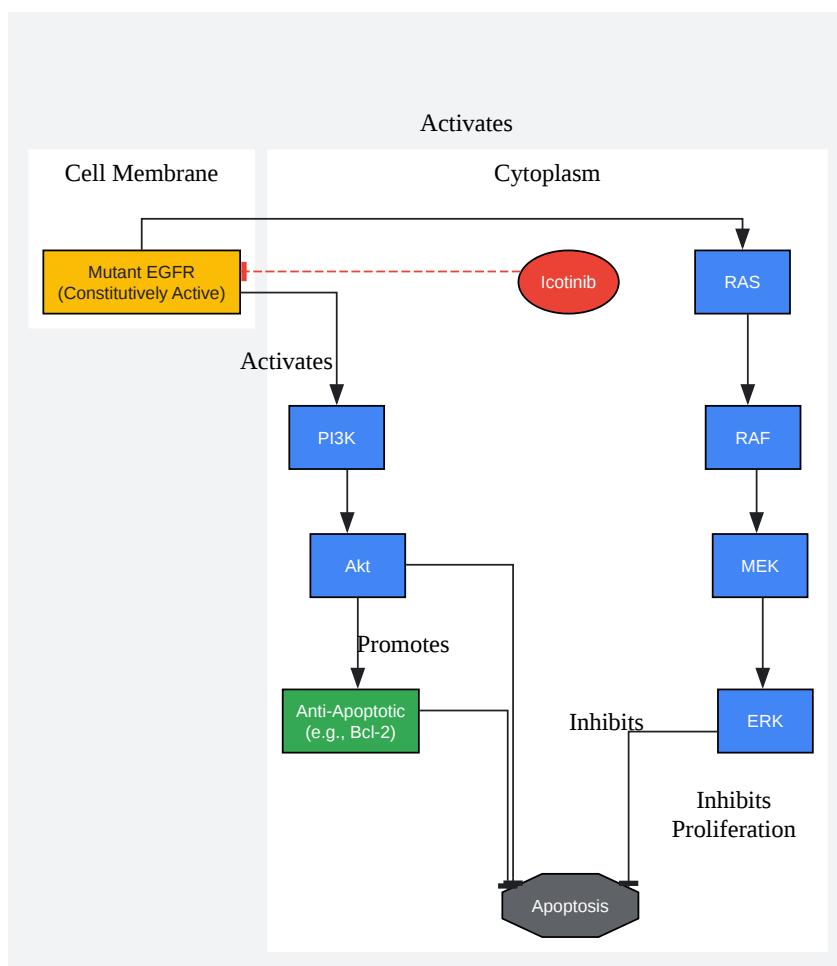 Activates
Cell Membrane
Cytoplasm
Mutant EGFR
(Constitutively Active)
Icotinib
RAS
Activates
PI3K
RAF
Akt
MEK
Promotes
Anti-Apoptotic
(e.g., Bcl-2)
Inhibits
ERK
Inhibits
Proliferation
Apoptosis